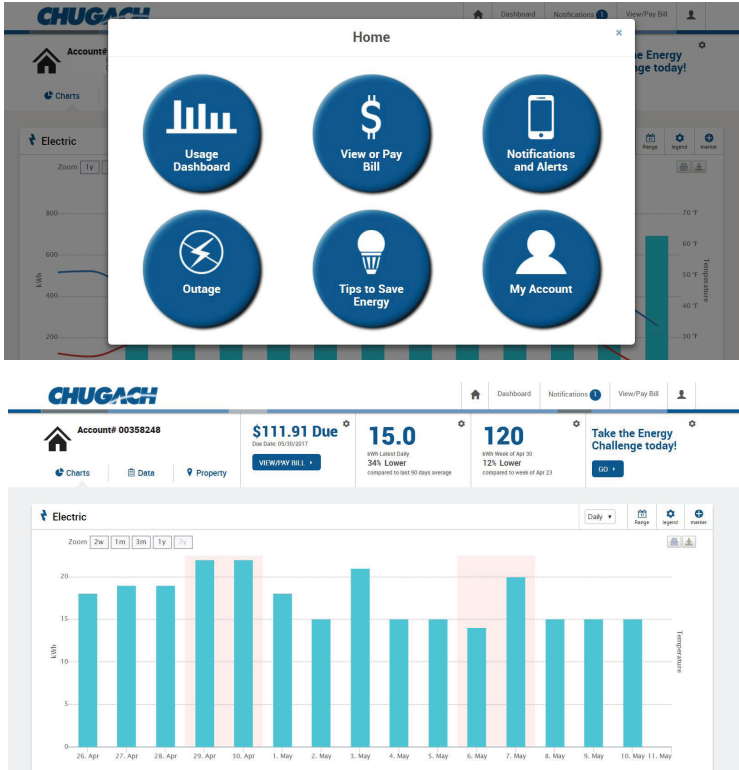 CHUGACH
Dashboard
Notifications 1
View/Pay Bill
Home
×
Account#
e Energy
ge today!
Charts
Usage
Dashboard
View or Pay
Bill
Notifications
and Alerts
Electric
Range
legend
marker
Zoom 1y
800
600
400
200
kWh
70 °F
60 °F
50 °F
40 °F
30 °F
Temperature
Outage
Tips to Save
Energy
My Account
CHUGACH
Dashboard
Notifications 1
View/Pay Bill
Account# 00358248
Charts
Data
Property
$111.91 Due
Due Date: 05/30/2017
VIEW/PAY BILL
15.0
kWh Latest Daily
34% Lower
compared to last 90 days average
120
kWh Week of Apr 30
12% Lower
compared to week of Apr 23
Take the Energy
Challenge today!
GO
Electric
Daily
Range
legend
marker
Zoom 2w 1m 3m 1y 2y
20
15
10
5
0
kWh
Temperature
26. Apr 27. Apr 28. Apr 29. Apr 30. Apr 1. May 2. May 3. May 4. May 5. May 6. May 7. May 8. May 9. May 10. May 11. May